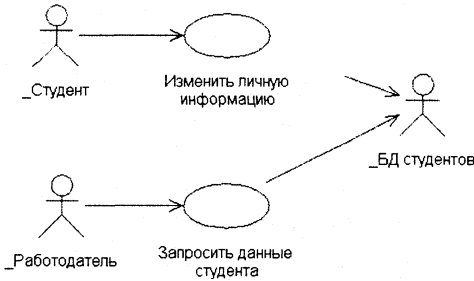 _Студент
Изменить личную
информацию
_БД студентов
_Работодатель
Запросить данные
студента